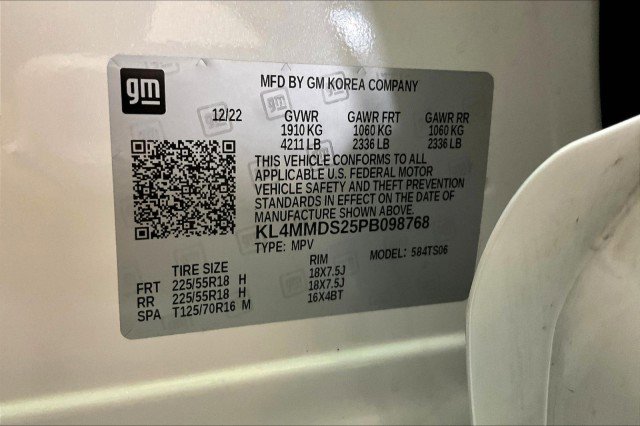 gm
MFD BY GM KOREA COMPANY
12/22 GVWR GAWR FRT GAWR RR
1910 KG 1060 KG 1060 KG
4211 LB 2336 LB 2336 LB
THIS VEHICLE CONFORMS TO ALL
APPLICABLE U.S. FEDERAL MOTOR
VEHICLE SAFETY AND THEFT PREVENTION
STANDARDS IN EFFECT ON THE DATE OF
MANUFACTURE SHOWN ABOVE.
KL4MMDS25PB098768
TYPE: MPV MODEL: 584TS06
TIRE SIZE RIM
FRT 225/55R18 H 18X7.5J
RR 225/55R18 H 18X7.5J
SPA T125/70R16 M 16X4BT